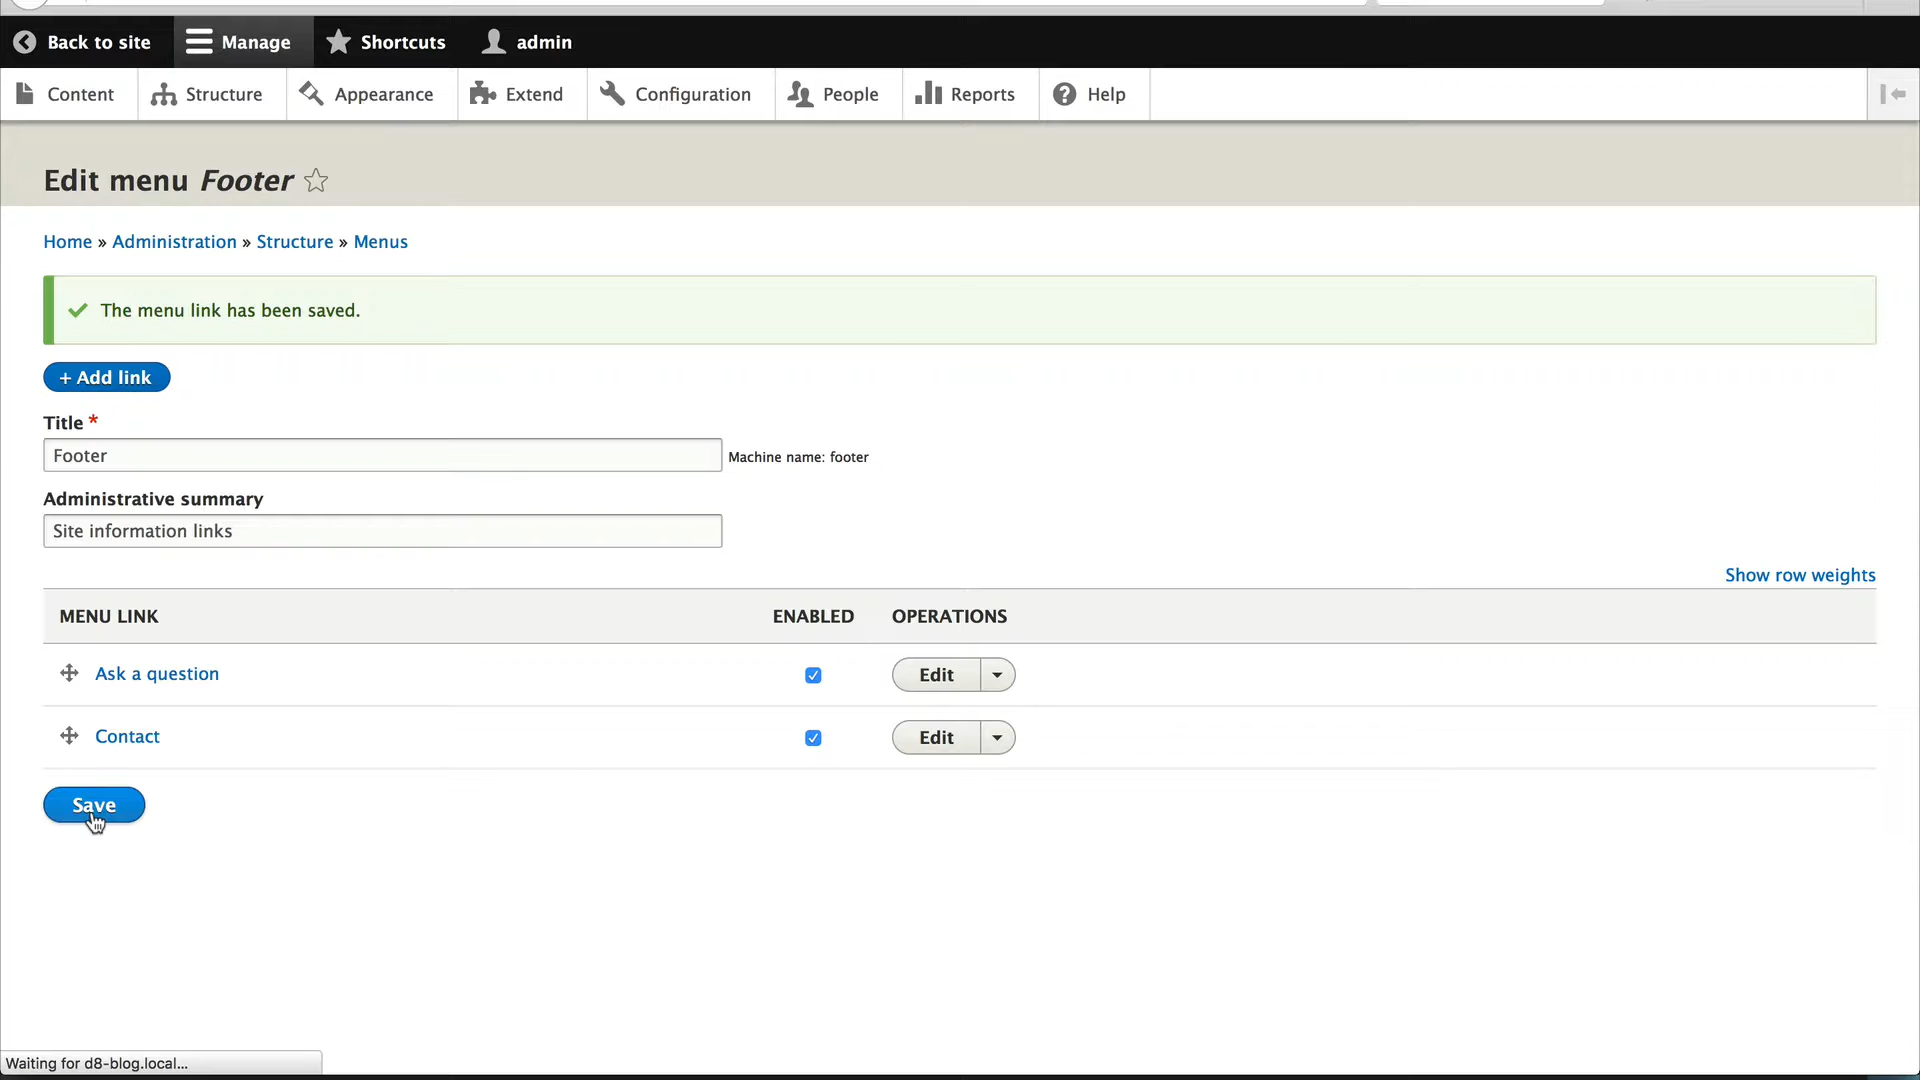 Back to site Manage Shortcuts admin
Content Structure Appearance Extend Configuration People Reports Help
Edit menu Footer
Home » Administration » Structure » Menus
The menu link has been saved.
+ Add link
Title *
Footer Machine name: footer
Administrative summary
Site information links
Show row weights
MENU LINK ENABLED OPERATIONS
Ask a question Edit
Contact Edit
Save
Waiting for d8-blog.local...